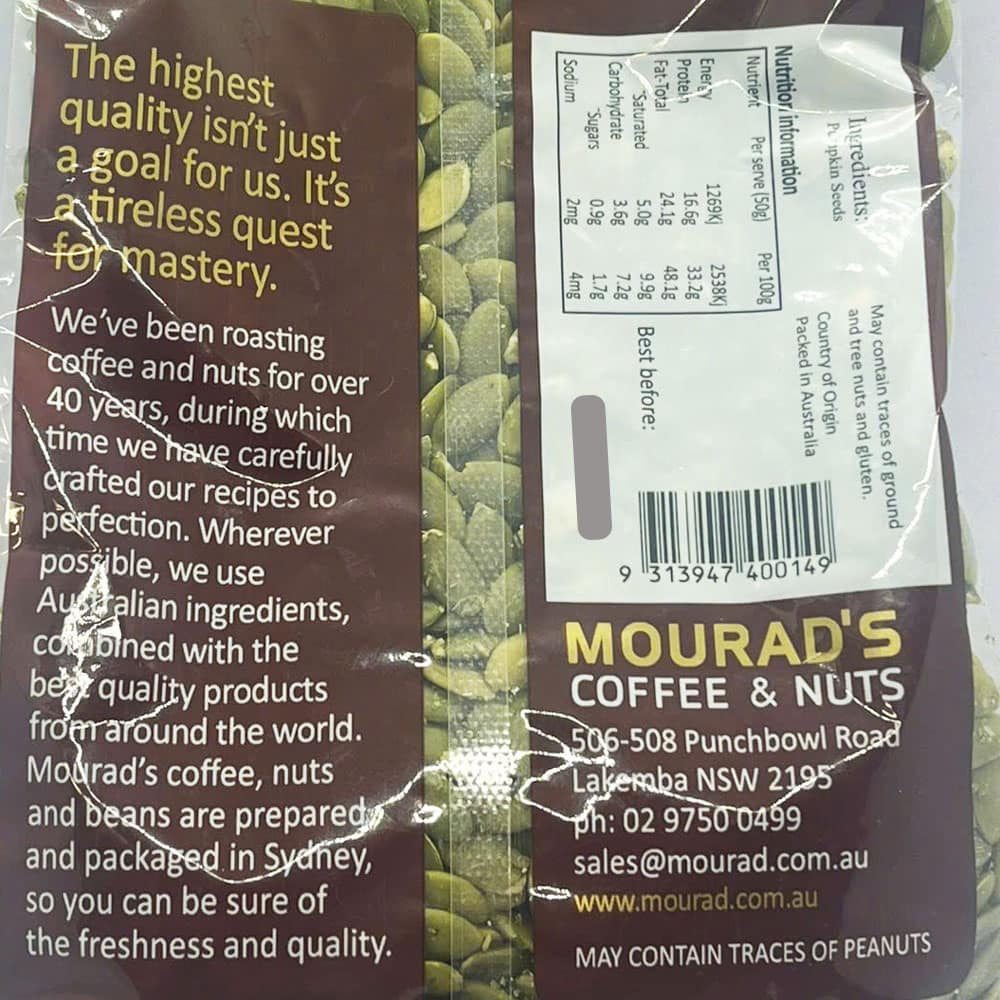 The highest
quality isn't just
a goal for us. It's
a tireless quest
for mastery.
We've been roasting
coffee and nuts for over
40 years, during which
time we have carefully
crafted our recipes to
perfection. Wherever
possible, we use
Australian ingredients,
combined with the
best quality products
from around the world.
Mourad's coffee, nuts
and beans are prepared
and packaged in Sydney,
so you can be sure of
the freshness and quality.
Ingredients:
Pumpkin Seeds
May contain traces of ground
and tree nuts and gluten.
Country of Origin
Packed in Australia
Nutrition information
Nutrient Per serve (50g) Per 100g
Energy 1269Kj 2538Kj
Protein 16.6g 33.2g
Fat-Total 24.1g 48.1g
"Saturated 5.0g 9.9g
Carbohydrate 3.6g 7.2g
"Sugars 0.9g 1.7g
Sodium 2mg 4mg
Best before:
9 313947 400149
MOURAD'S
COFFEE & NUTS
506-508 Punchbowl Road
Lakemba NSW 2195
ph: 02 9750 0499
sales@mourad.com.au
www.mourad.com.au
MAY CONTAIN TRACES OF PEANUTS